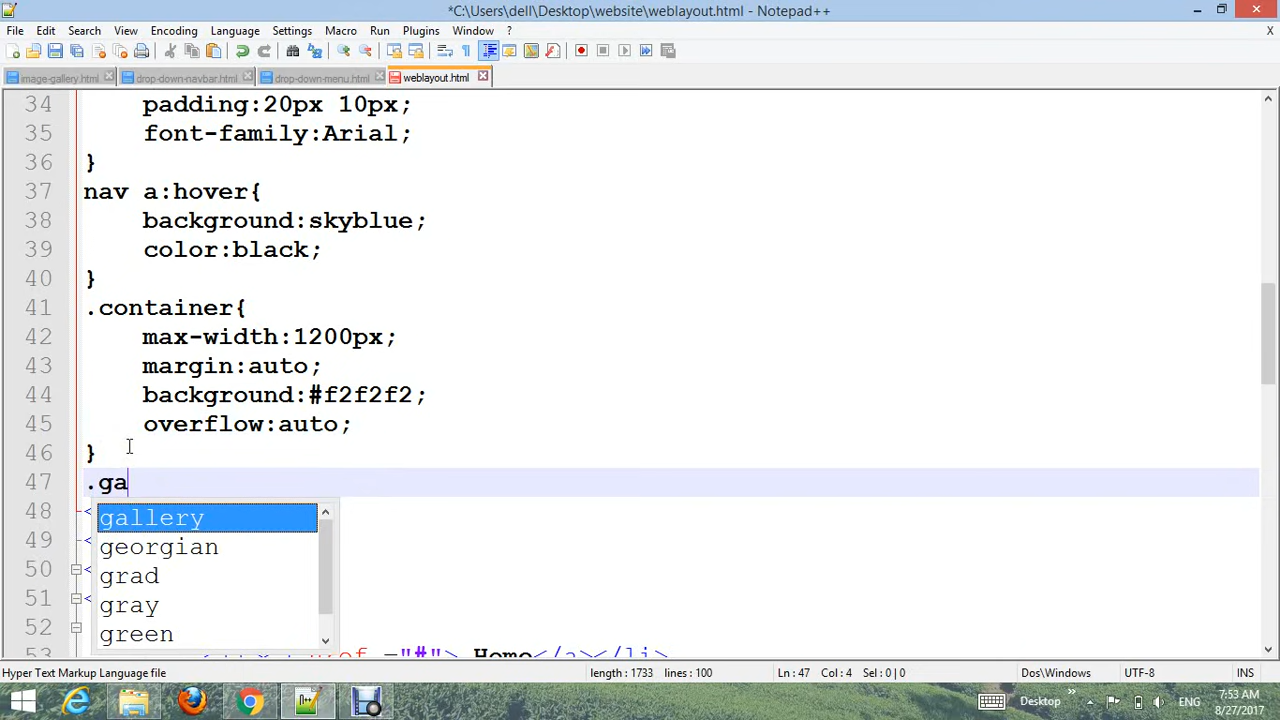 *C:\Users\dell\Desktop\website\weblayout.html - Notepad++
File Edit Search View Encoding Language Settings Macro Run Plugins Window ? X
image-gallery.html drop-down-navbar.html drop-down-menu.html weblayout.html
34 padding:20px 10px;
35 font-family:Arial;
36 }
37 nav a:hover{
38 background:skyblue;
39 color:black;
40 }
41 .container{
42 max-width:1200px;
43 margin:auto;
44 background:#f2f2f2;
45 overflow:auto;
46 }
47 .ga
48 <
gallery
49 <
georgian
50 <
grad
51 <
gray
52
green
53 ="#"> Home</a></li>
Hyper Text Markup Language file length : 1733 lines : 100 Ln : 47 Col : 4 Sel : 0 | 0 Dos\Windows UTF-8 INS
Desktop ENG 7:53 AM
8/27/2017